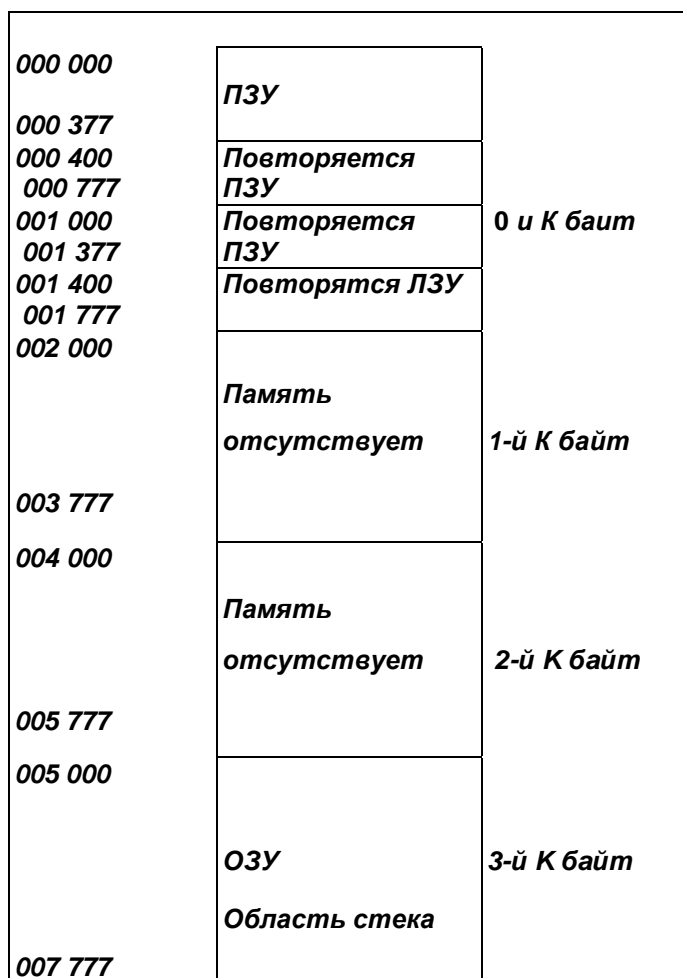 000 000
ПЗУ
000 377
000 400 Повторяется
000 777 ПЗУ
001 000 Повторяется 0 и К баит
001 377 ПЗУ
001 400 Повторятся ЛЗУ
001 777
002 000
Память
отсутствует 1-й К байт
003 777
004 000
Память
отсутствует 2-й К байт
005 777
005 000
ОЗУ 3-й К байт
Область стека
007 777